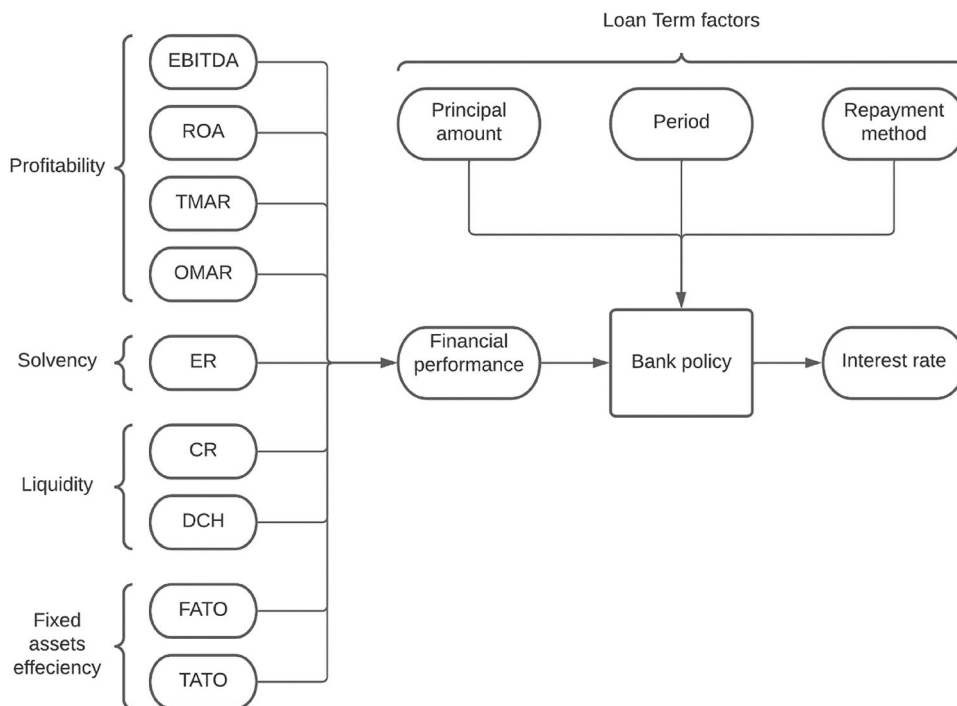 Loan Term factors
EBITDA
ROA
TMAR
OMAR
Profitability
Principal
amount
Period
Repayment
method
Solvency
ER
Financial
performance
Bank policy
Interest rate
Liquidity
CR
DCH
Fixed
assets
effeciency
FATO
TATO